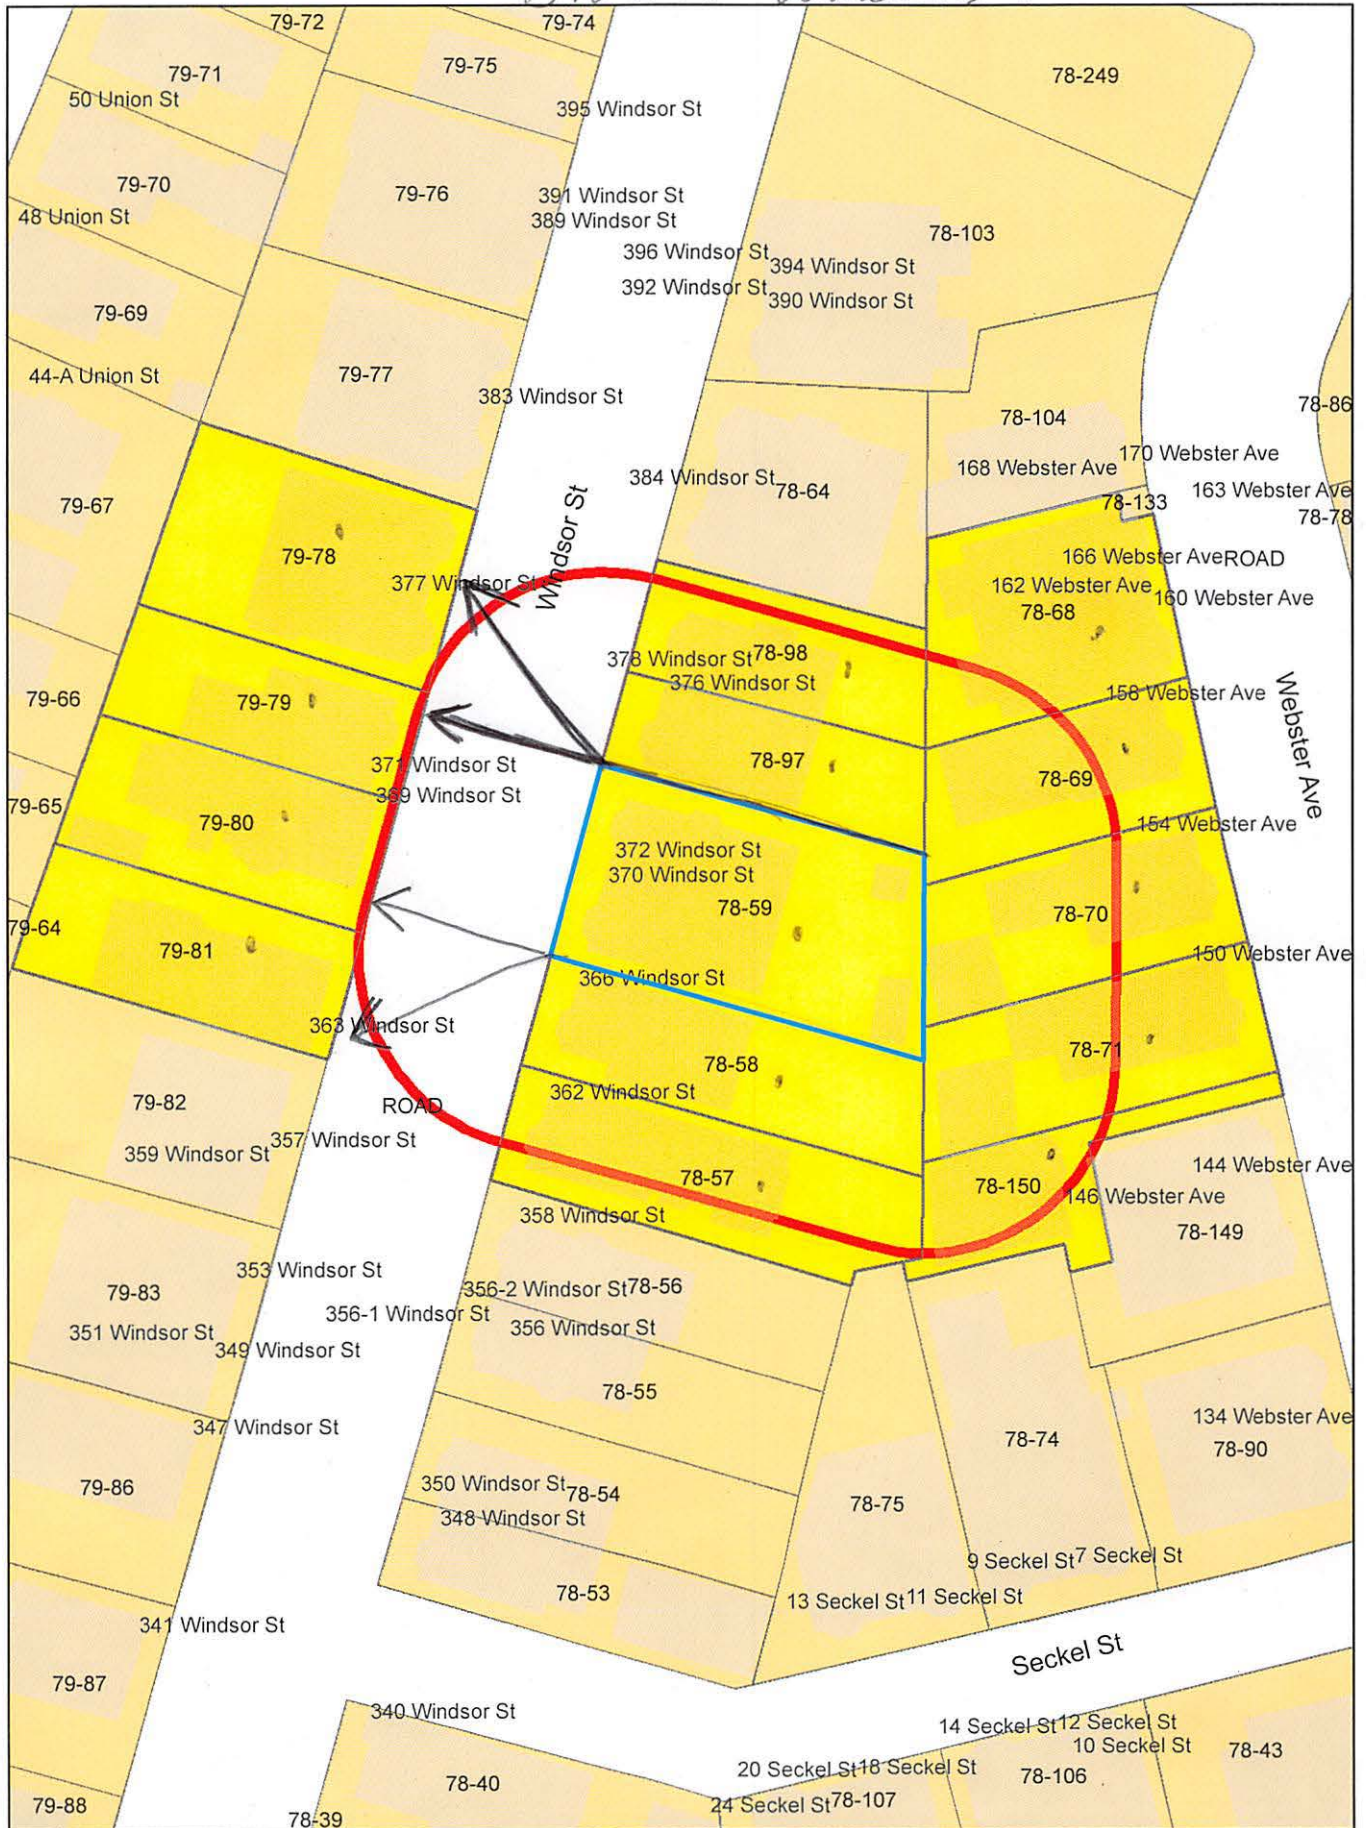 79-72
79-74
79-71
79-75
78-249
50 Union St
395 Windsor St
79-70
79-76
391 Windsor St
48 Union St
389 Windsor St
78-103
396 Windsor St
394 Windsor St
392 Windsor St
390 Windsor St
79-69
44-A Union St
79-77
383 Windsor St
78-86
78-104
170 Webster Ave
168 Webster Ave
384 Windsor St
78-64
163 Webster Ave
79-67
78-133
78-78
Windsor St
79-78
166 Webster Ave
ROAD
377 Windsor St
162 Webster Ave
160 Webster Ave
78-68
378 Windsor St
78-98
376 Windsor St
79-66
79-79
158 Webster Ave
Webster Ave
371 Windsor St
78-97
78-69
369 Windsor St
79-65
79-80
154 Webster Ave
372 Windsor St
370 Windsor St
78-59
78-70
79-64
79-81
150 Webster Ave
366 Windsor St
363 Windsor St
78-58
78-71
362 Windsor St
79-82
ROAD
357 Windsor St
359 Windsor St
78-57
78-150
144 Webster Ave
146 Webster Ave
358 Windsor St
78-149
353 Windsor St
79-83
356-2 Windsor St
78-56
356-1 Windsor St
351 Windsor St
356 Windsor St
349 Windsor St
78-55
347 Windsor St
134 Webster Ave
78-74
78-90
79-86
350 Windsor St
78-54
78-75
348 Windsor St
9 Seckel St
7 Seckel St
78-53
13 Seckel St
11 Seckel St
341 Windsor St
Seckel St
79-87
340 Windsor St
14 Seckel St
12 Seckel St
10 Seckel St
78-43
20 Seckel St
18 Seckel St
78-40
78-106
79-88
24 Seckel St
78-107
78-39